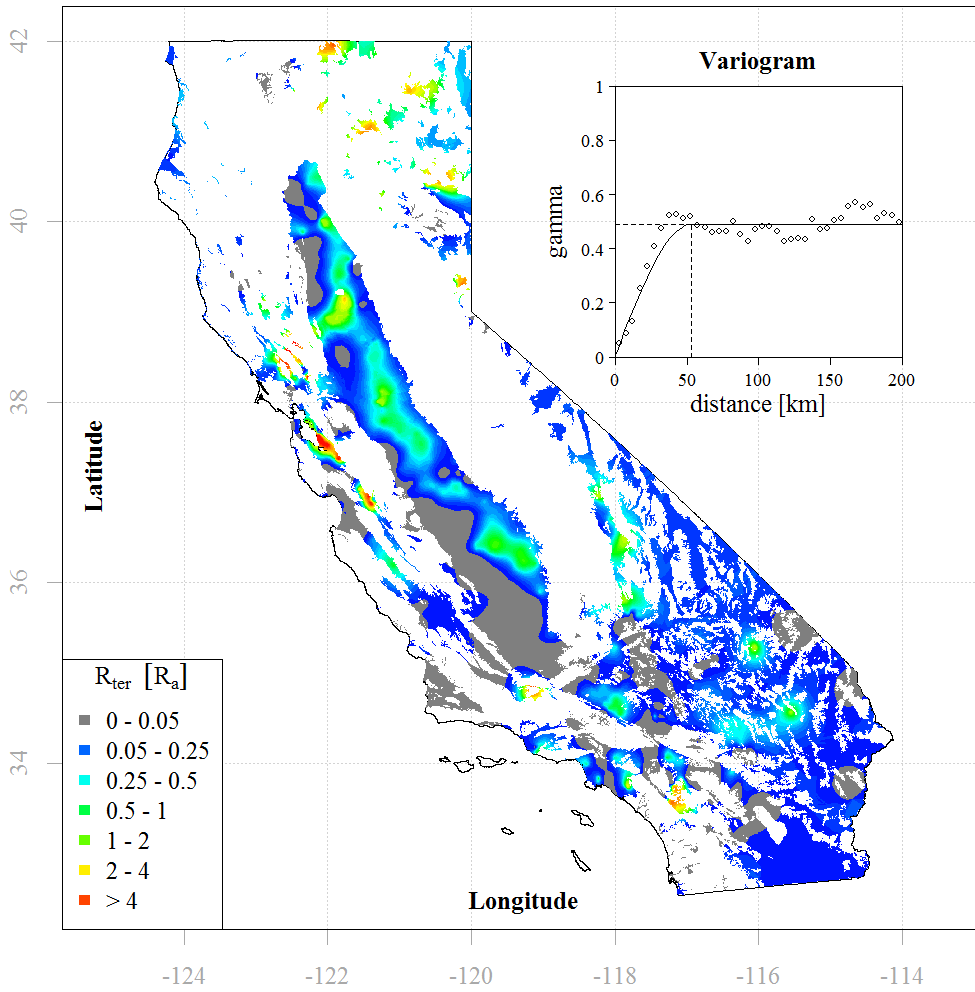 42
40
38
36
34
Latitude
Variogram
1
0.8
0.6
0.4
0.2
0
gamma
0 50 100 150 200
distance [km]
R_ter [R_a]
0 - 0.05
0.05 - 0.25
0.25 - 0.5
0.5 - 1
1 - 2
2 - 4
> 4
Longitude
-124 -122 -120 -118 -116 -114